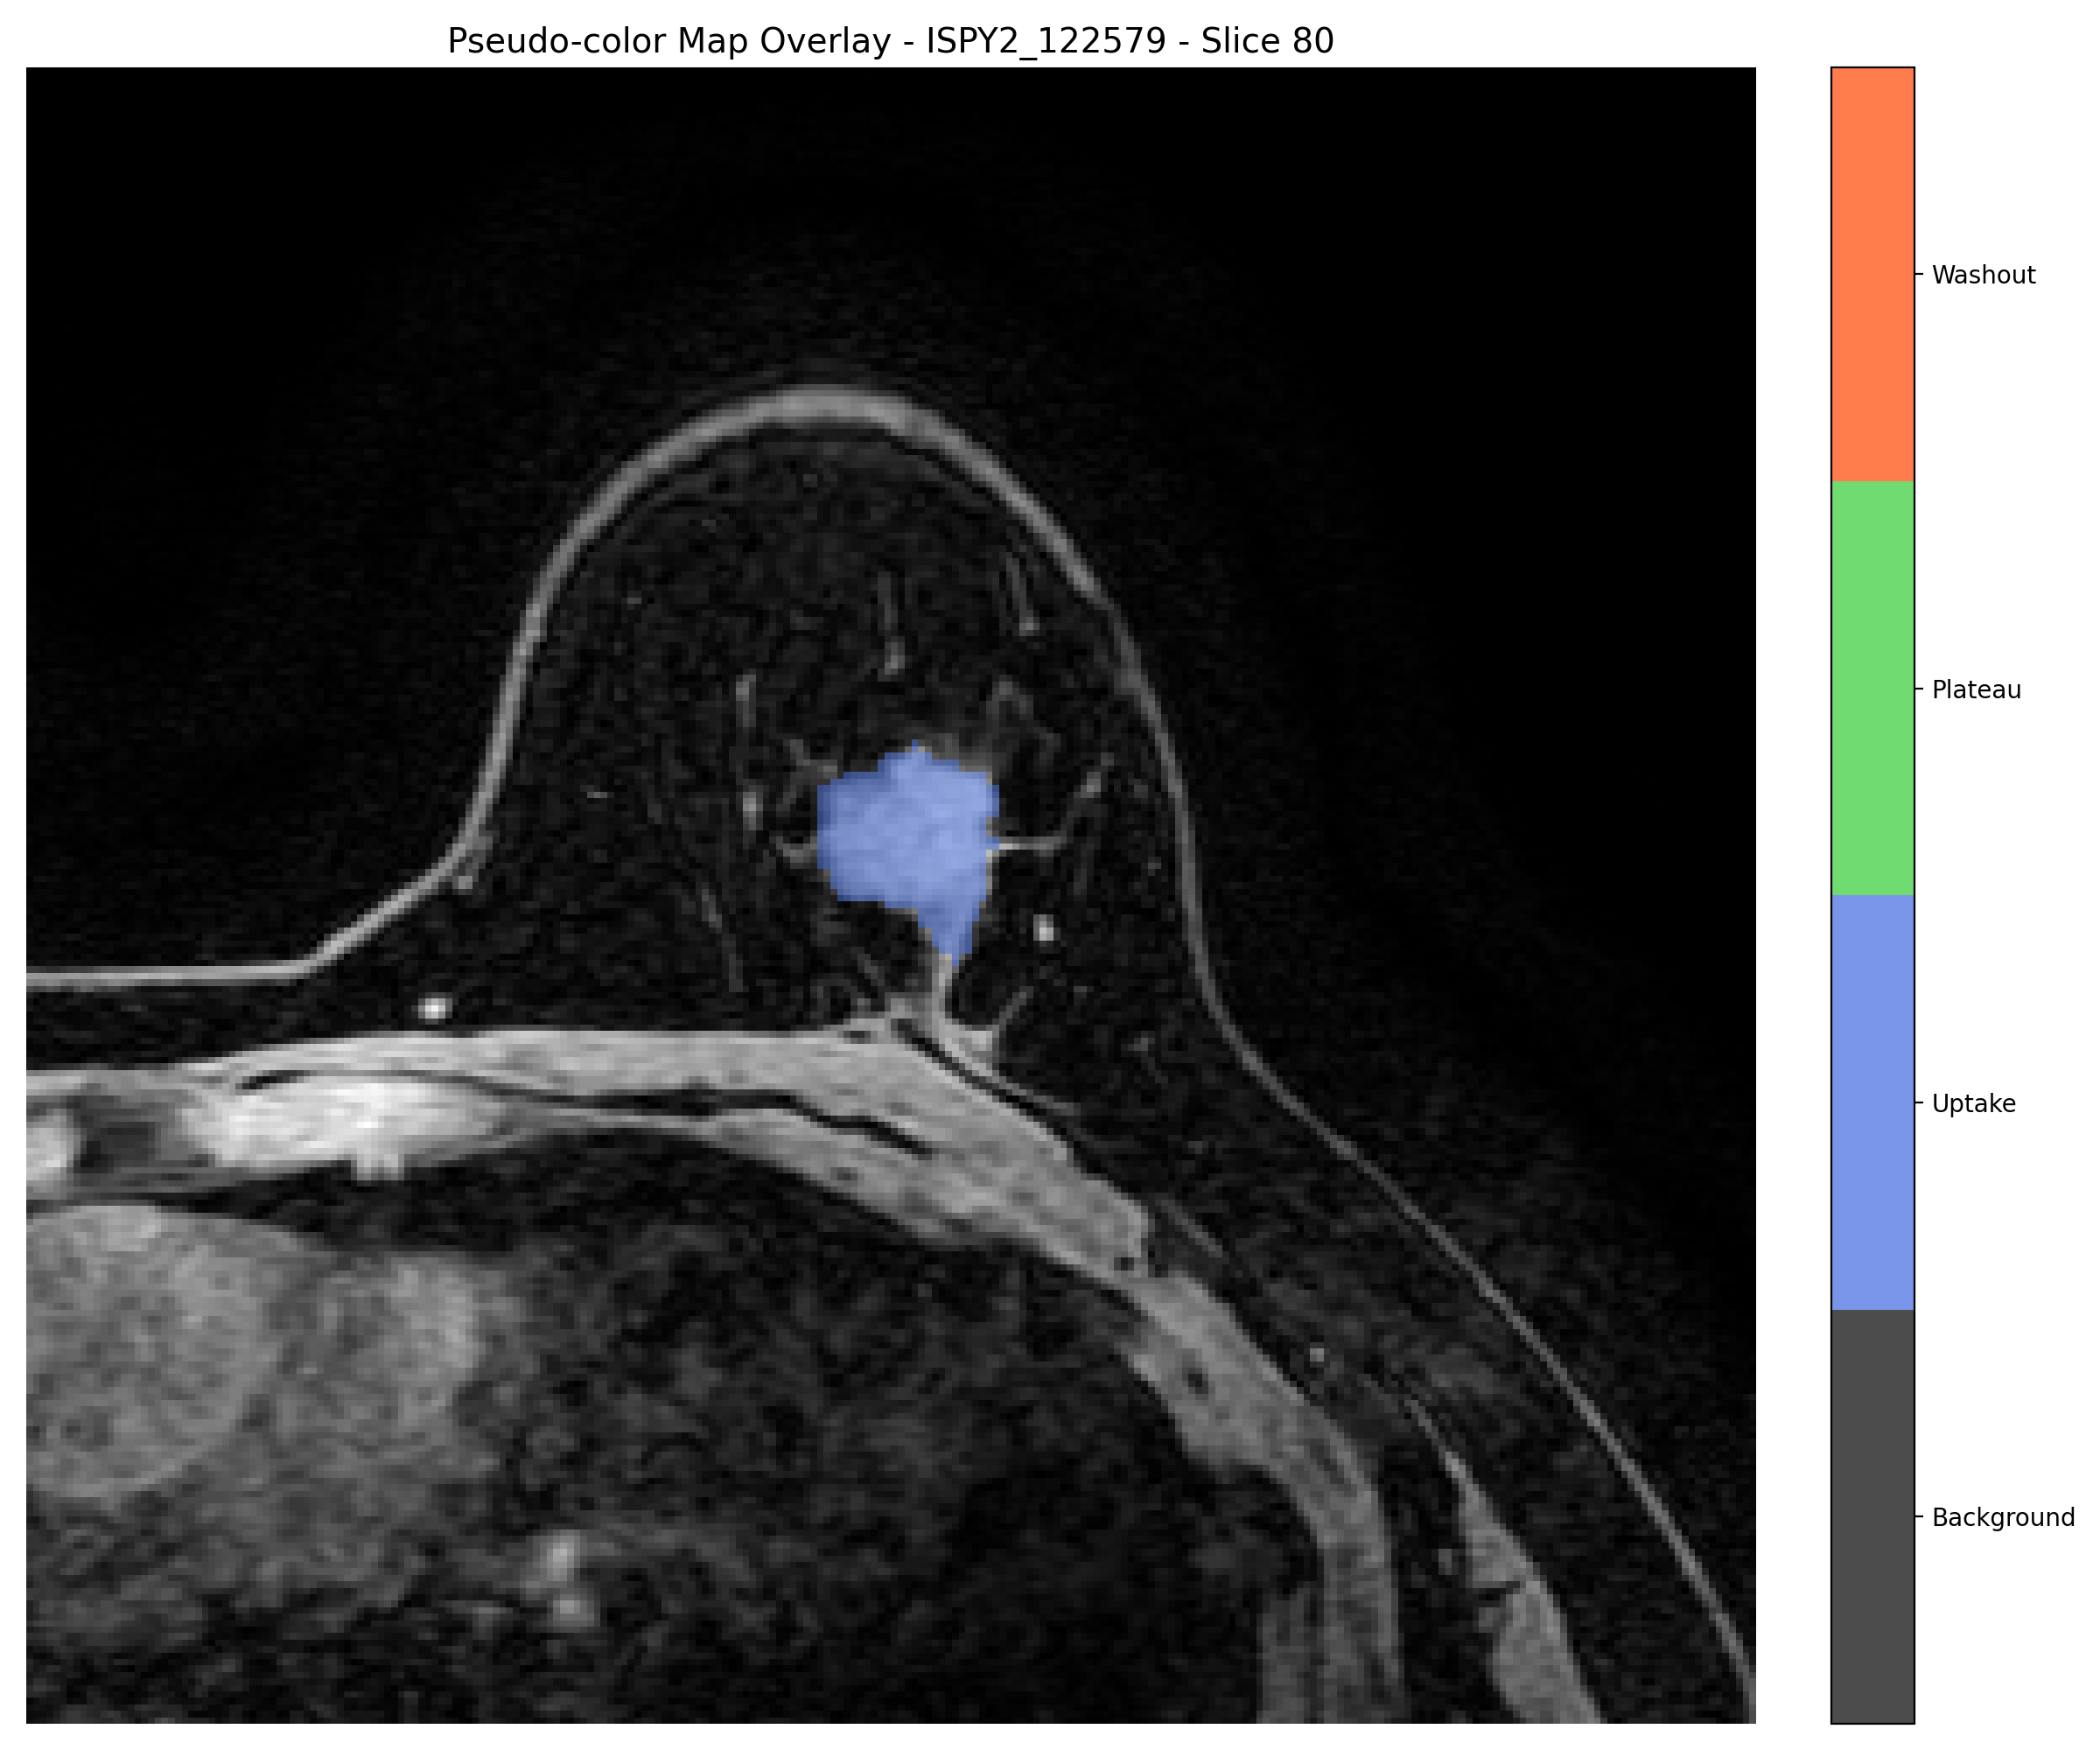 Pseudo-color Map Overlay - ISPY2_122579 - Slice 80
Washout
Plateau
Uptake
Background